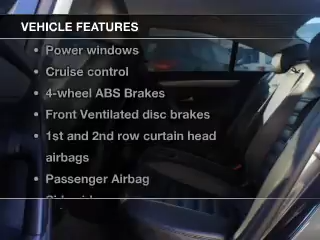 VEHICLE FEATURES
• Power windows
• Cruise control
• 4-wheel ABS Brakes
• Front Ventilated disc brakes
• 1st and 2nd row curtain head
airbags
• Passenger Airbag